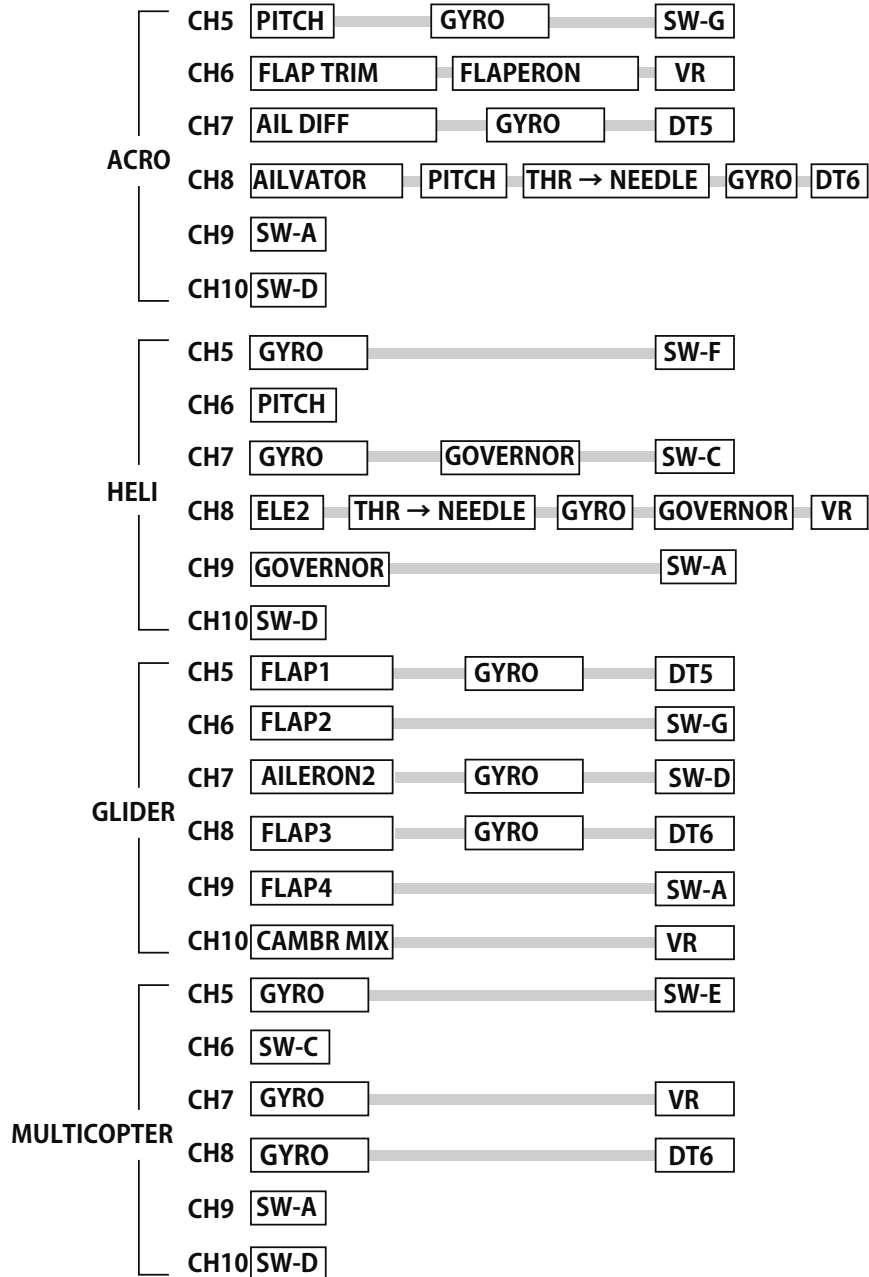 CH5 PITCH GYRO SW-G
CH6 FLAP TRIM FLAPERON VR
CH7 AIL DIFF GYRO DT5
ACRO
CH8 AILVATOR PITCH THR → NEEDLE GYRO DT6
CH9 SW-A
CH10 SW-D
CH5 GYRO SW-F
CH6 PITCH
CH7 GYRO GOVERNOR SW-C
HELI
CH8 ELE2 THR → NEEDLE GYRO GOVERNOR VR
CH9 GOVERNOR SW-A
CH10 SW-D
CH5 FLAP1 GYRO DT5
CH6 FLAP2 SW-G
CH7 AILERON2 GYRO SW-D
GLIDER
CH8 FLAP3 GYRO DT6
CH9 FLAP4 SW-A
CH10 CAMBR MIX VR
CH5 GYRO SW-E
CH6 SW-C
CH7 GYRO VR
MULTICOPTER
CH8 GYRO DT6
CH9 SW-A
CH10 SW-D